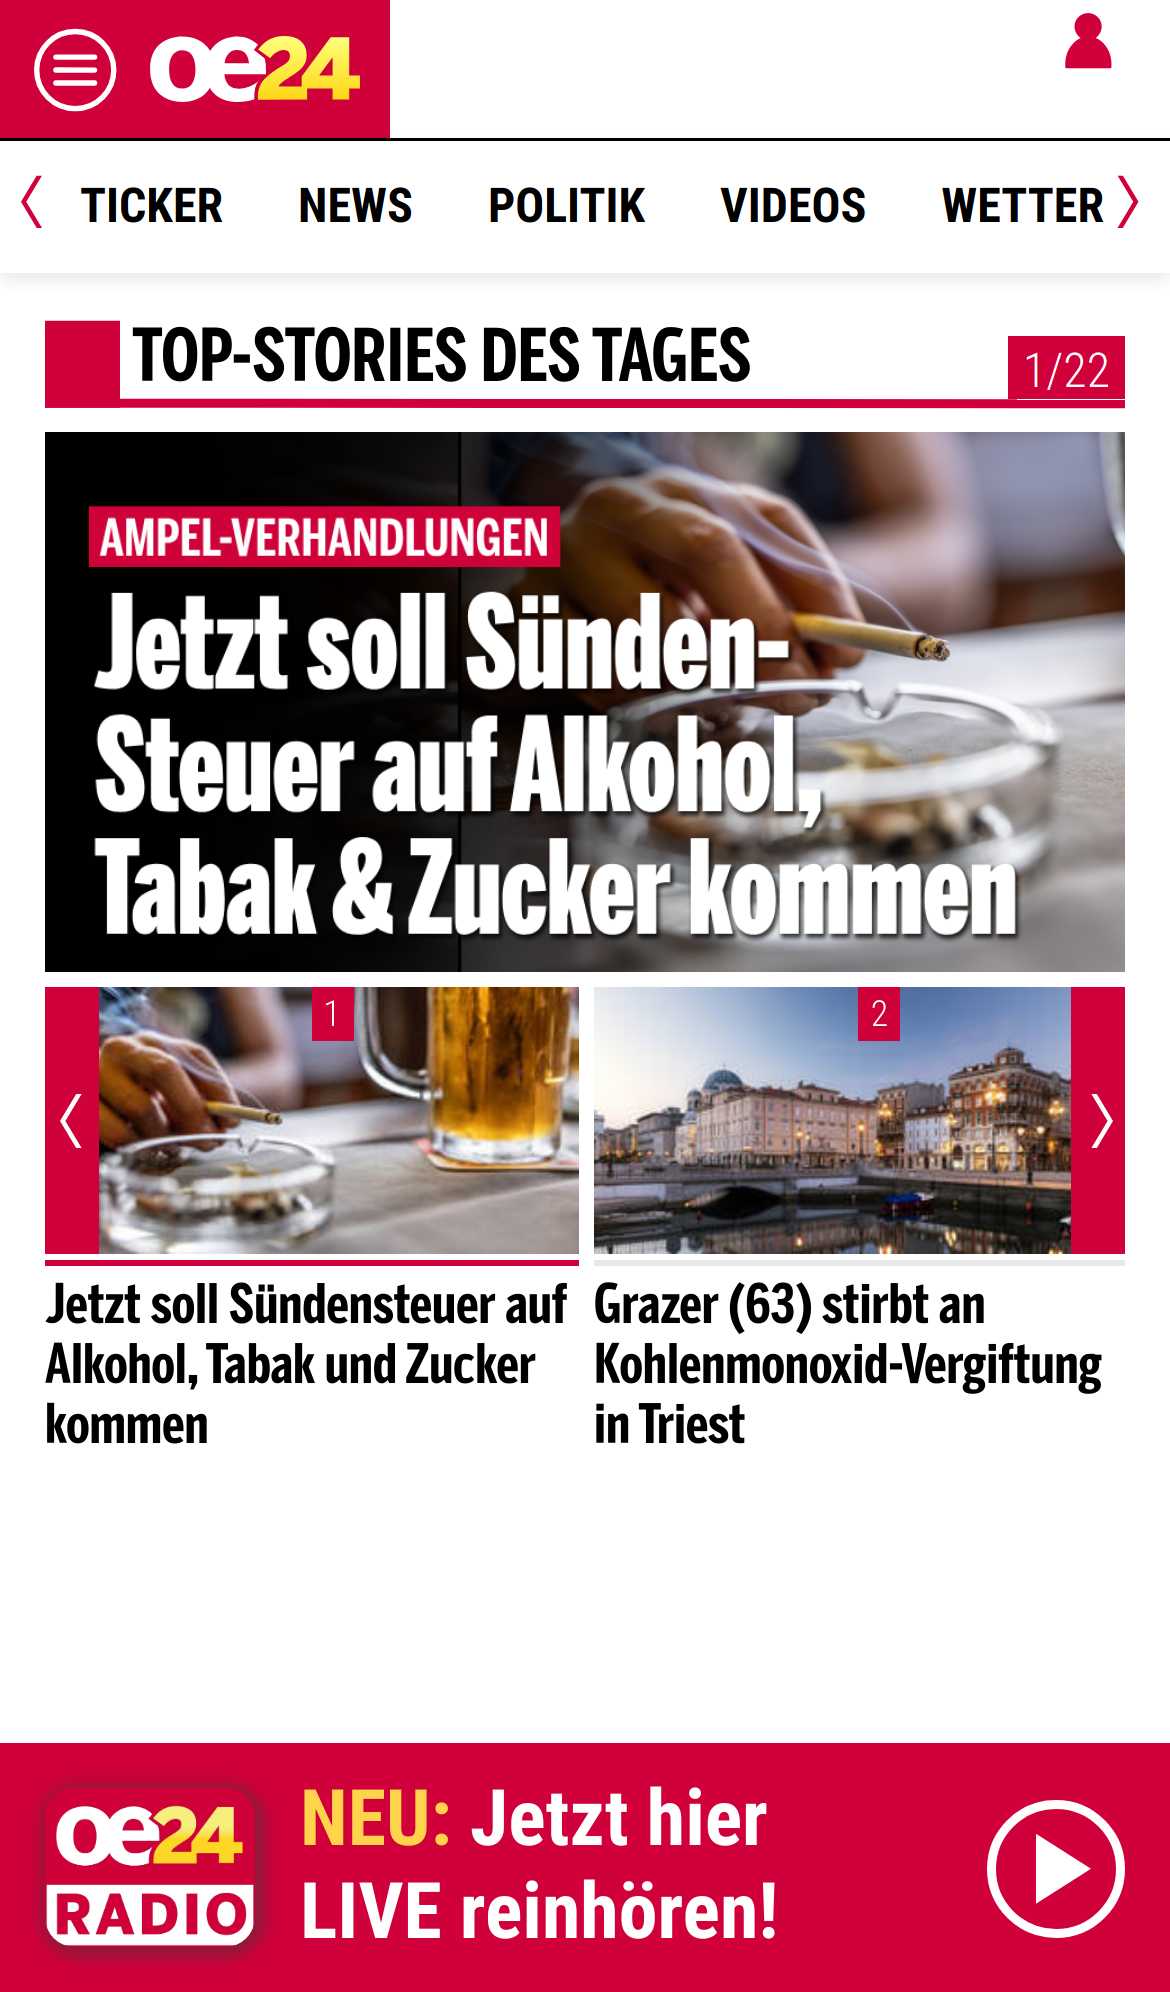 oe24
TICKER NEWS POLITIK VIDEOS WETTER
TOP-STORIES DES TAGES
1/22
AMPEL-VERHANDLUNGEN
Jetzt soll Sünden-
Steuer auf Alkohol,
Tabak & Zucker kommen
1
2
Jetzt soll Sündensteuer auf
Alkohol, Tabak und Zucker
kommen
Grazer (63) stirbt an
Kohlenmonoxid-Vergiftung
in Triest
oe24
RADIO
NEU: Jetzt hier
LIVE reinhören!